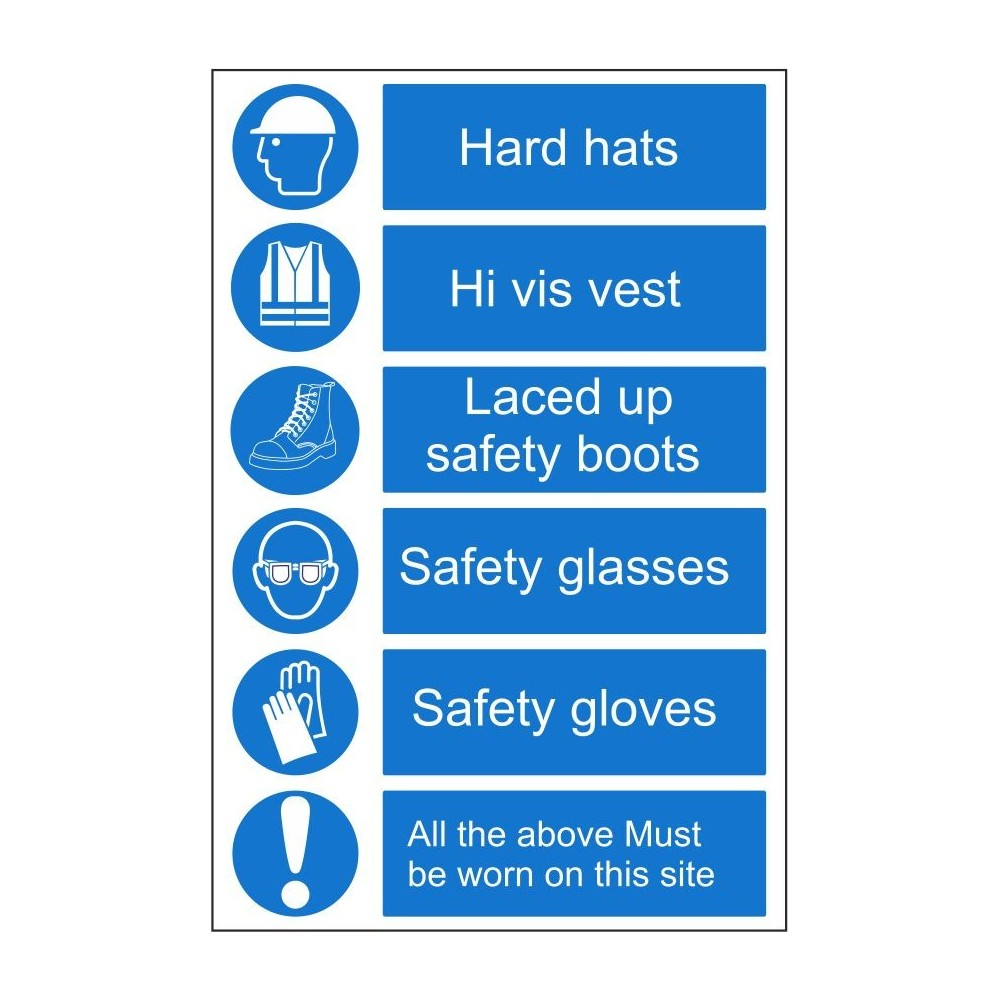 Hard hats
Hi vis vest
Laced up
safety boots
Safety glasses
Safety gloves
All the above Must
be worn on this site